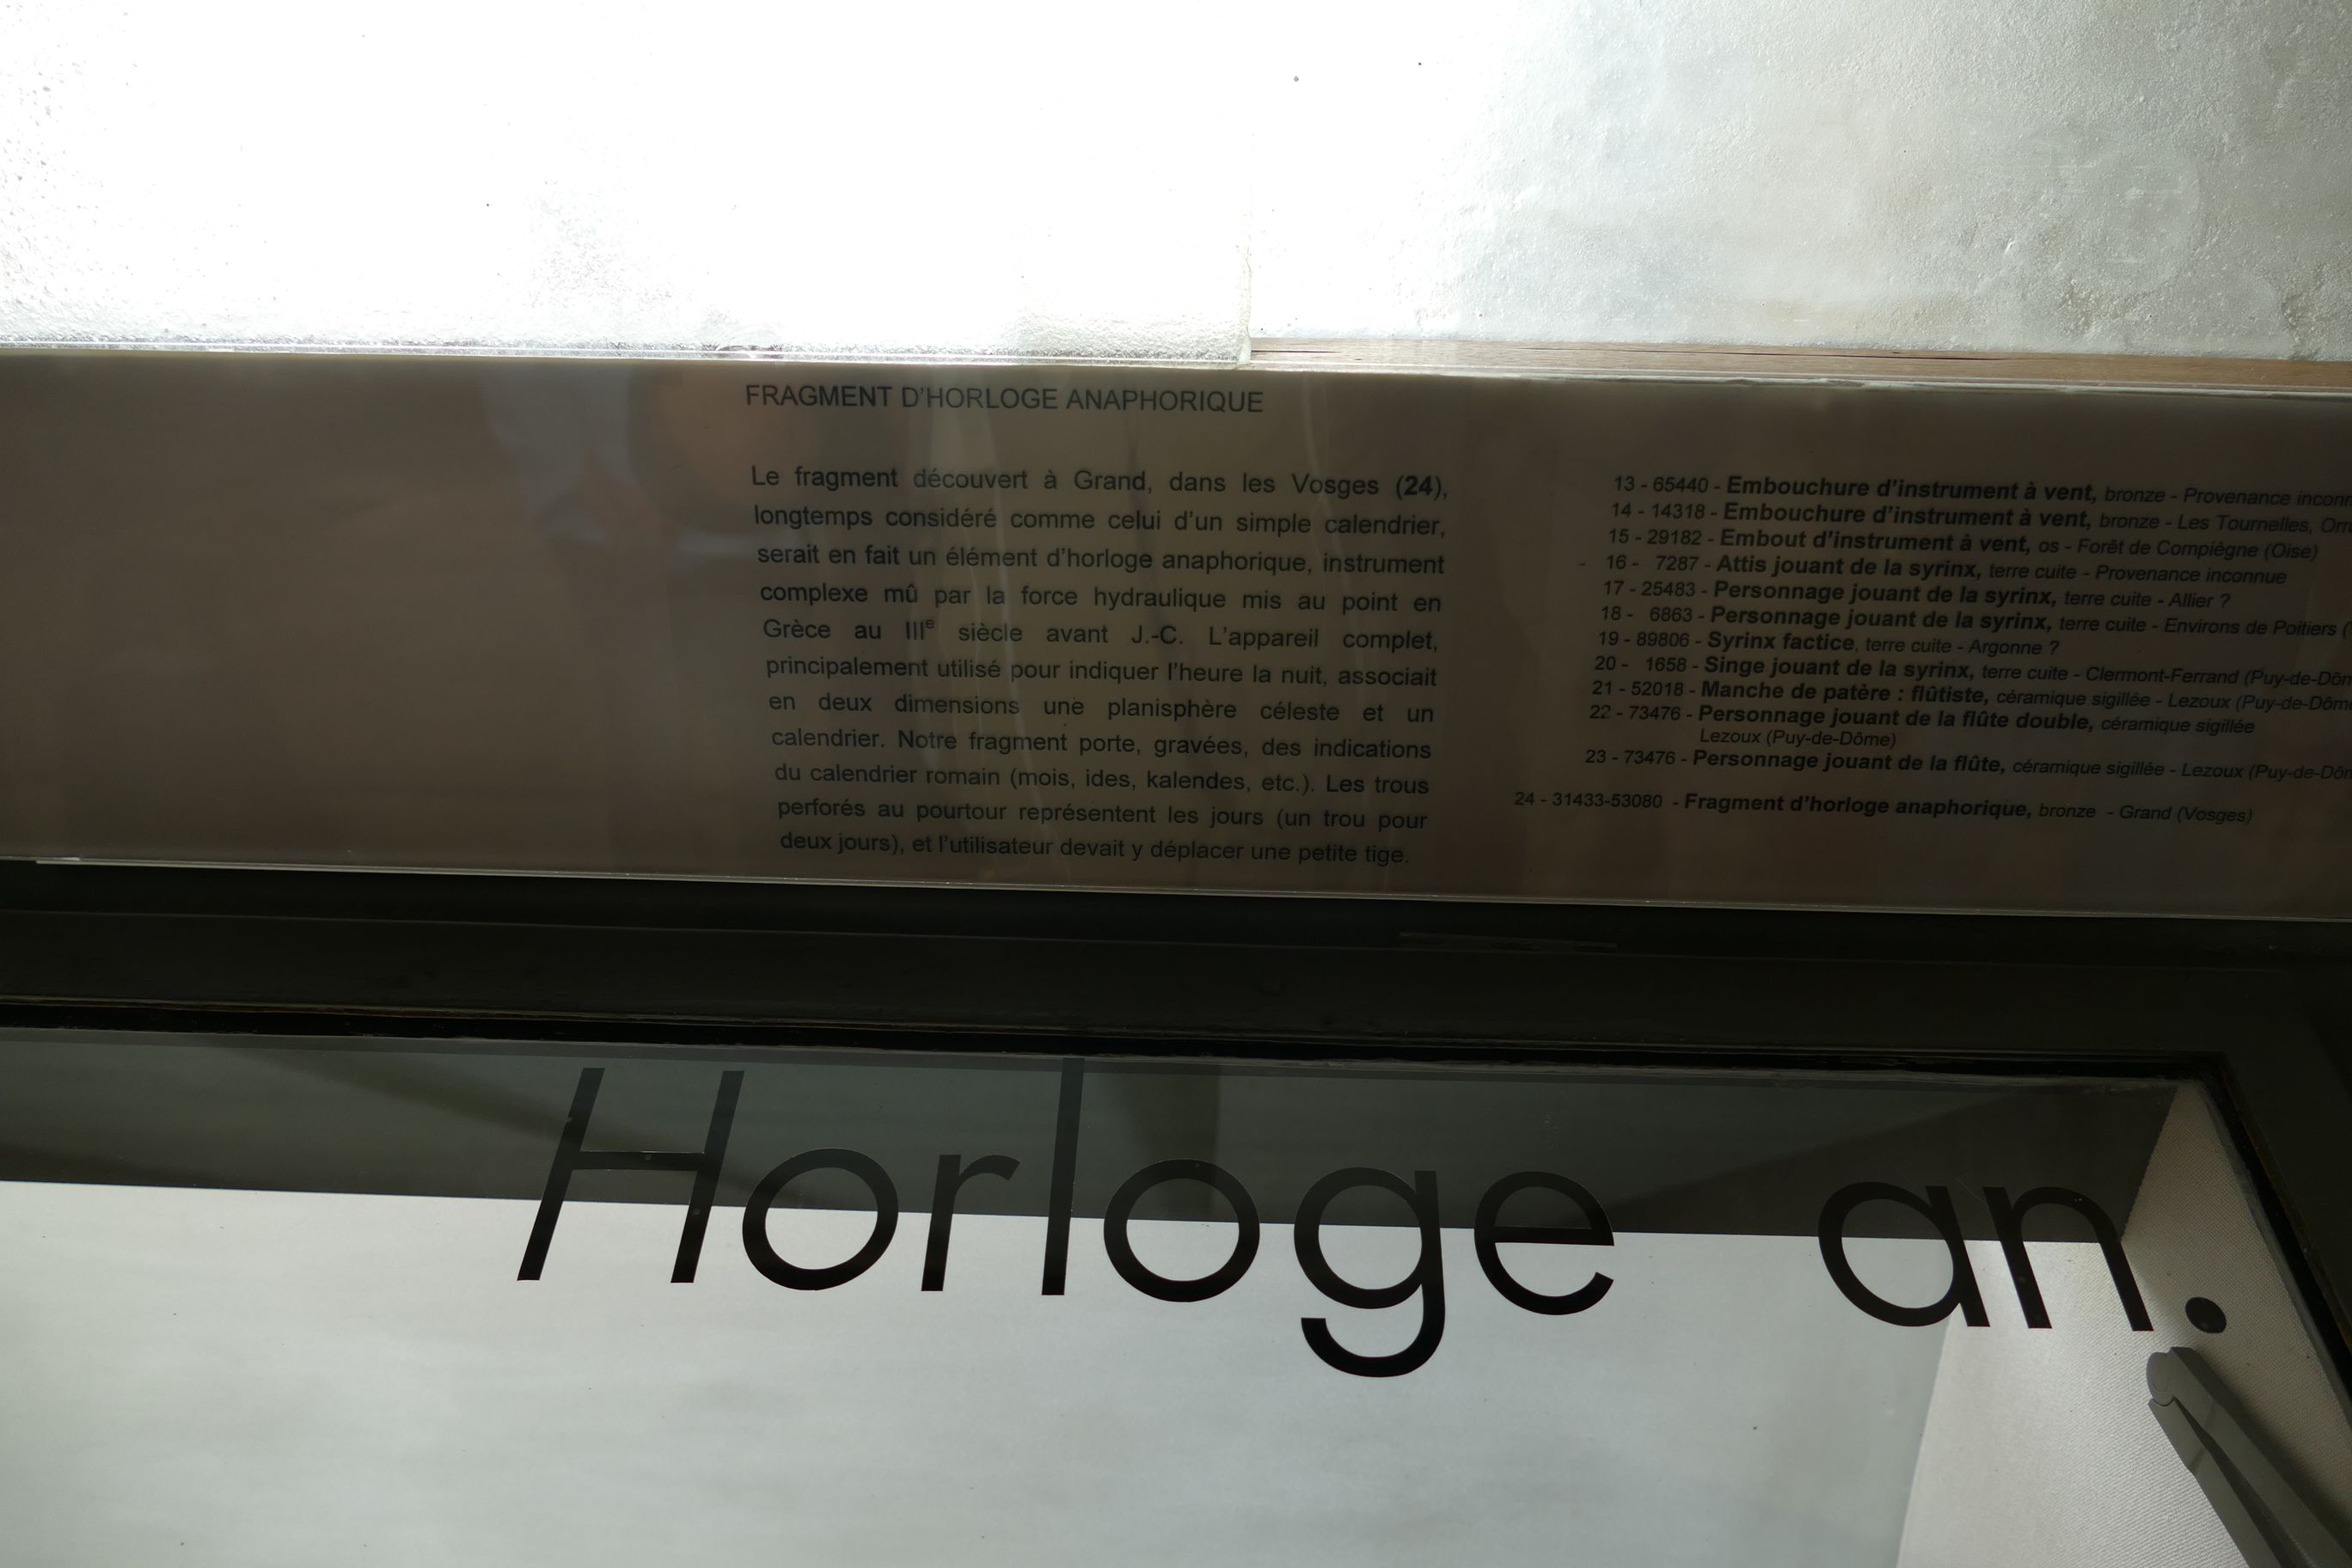 FRAGMENT D'HORLOGE ANAPHORIQUE
Le fragment découvert à Grand, dans les Vosges (24),
longtemps considéré comme celui d'un simple calendrier,
serait en fait un élément d'horloge anaphorique, instrument
complexe mû par la force hydraulique mis au point en
Grèce au IIIe siècle avant J.-C. L'appareil complet,
principalement utilisé pour indiquer l'heure la nuit, associait
en deux dimensions une planisphère céleste et un
calendrier. Notre fragment porte, gravées, des indications
du calendrier romain (mois, ides, kalendes, etc.). Les trous
perforés au pourtour représentent les jours (un trou pour
deux jours), et l'utilisateur devait y déplacer une petite tige.
13 - 65440 - Embouchure d'instrument à vent, bronze - Provenance
14 - 14318 - Embouchure d'instrument à vent, bronze - Les Tournelles,
15 - 29182 - Embout d'instrument à vent, os - Forêt de Compiègne (Oise)
16 - 7287 - Attis jouant de la syrinx, terre cuite - Provenance inconnue
17 - 25483 - Personnage jouant de la syrinx, terre cuite - Allier ?
18 - 6863 - Personnage jouant de la syrinx, terre cuite - Environs de Poitiers (
19 - 89806 - Syrinx factice, terre cuite - Argonne ?
20 - 1658 - Singe jouant de la syrinx, terre cuite - Clermont-Ferrand (Puy-de-Dôm
21 - 52018 - Manche de patère : flûtiste, céramique sigillée - Lezoux (Puy-de-Dôme
22 - 73476 - Personnage jouant de la flûte double, céramique sigillée
Lezoux (Puy-de-Dôme)
23 - 73476 - Personnage jouant de la flûte, céramique sigillée - Lezoux (Puy-de-Dôm
24 - 31433-53080 - Fragment d'horloge anaphorique, bronze - Grand (Vosges)
Horloge an.